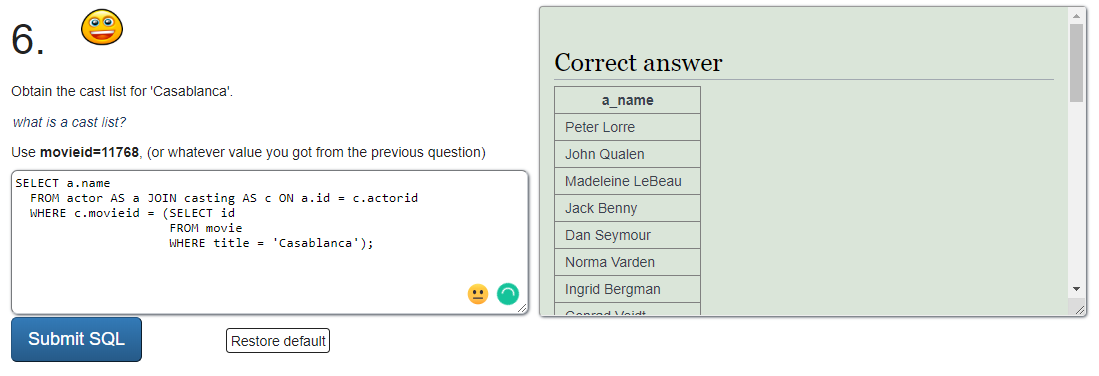 6.
Obtain the cast list for 'Casablanca'.
what is a cast list?
Use movieid=11768, (or whatever value you got from the previous question)
SELECT a.name
FROM actor AS a JOIN casting AS c ON a.id = c.actorid
WHERE c.movieid = (SELECT id
FROM movie
WHERE title = 'Casablanca');
Submit SQL
Restore default
Correct answer
a_name
Peter Lorre
John Qualen
Madeleine LeBeau
Jack Benny
Dan Seymour
Norma Varden
Ingrid Bergman
Conrad Veidt